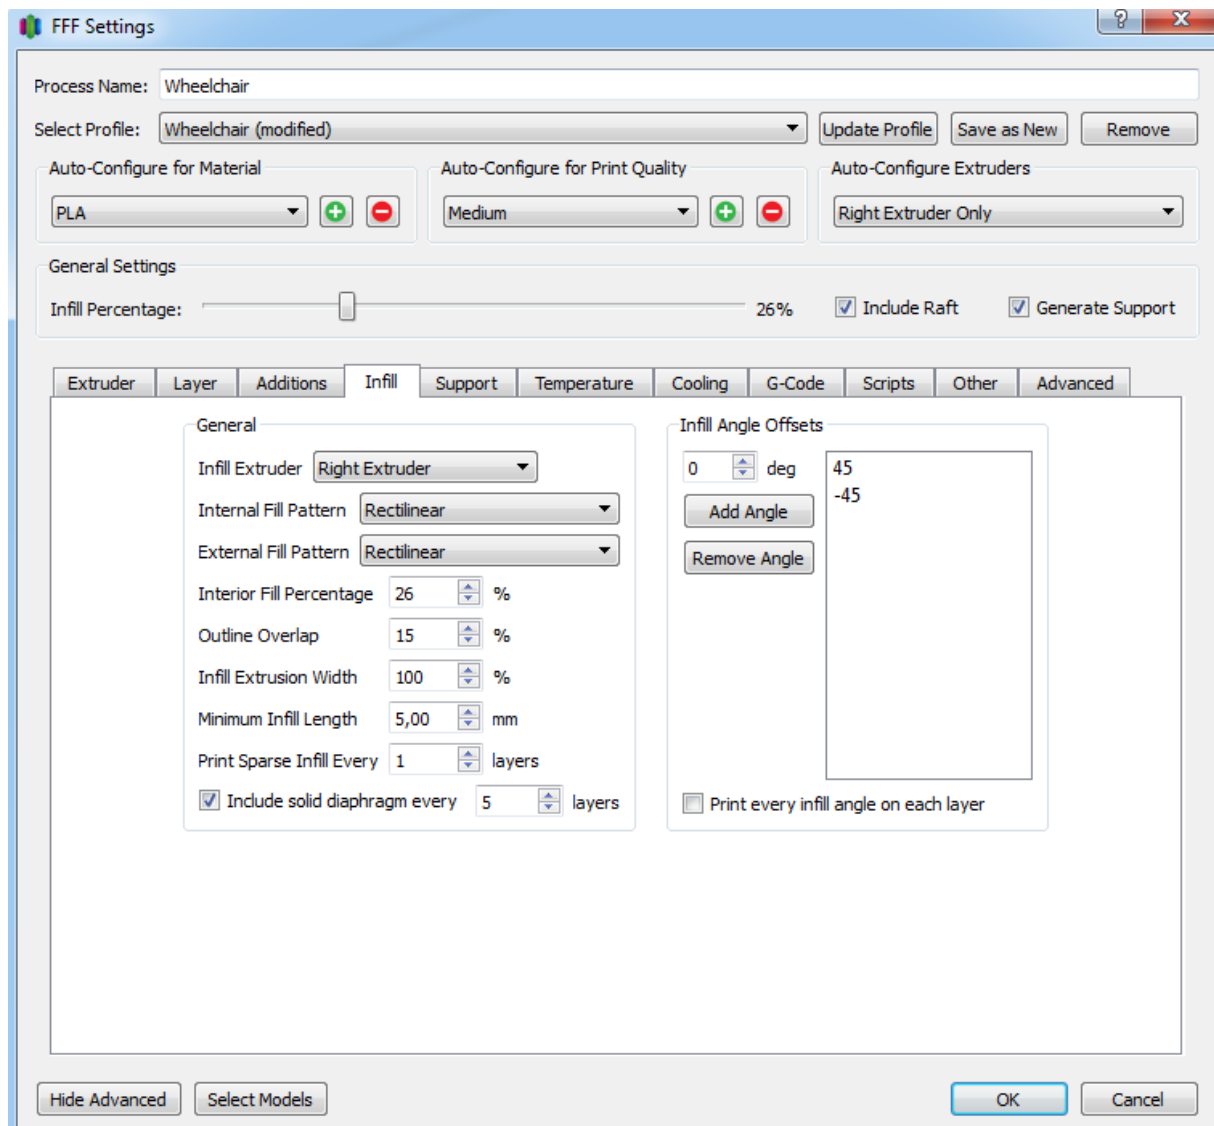 FFF Settings
Process Name: Wheelchair
Select Profile: Wheelchair (modified) Update Profile Save as New Remove
Auto-Configure for Material Auto-Configure for Print Quality Auto-Configure Extruders
PLA Medium Right Extruder Only
General Settings
Infill Percentage: 26% Include Raft Generate Support
Extruder Layer Additions Infill Support Temperature Cooling G-Code Scripts Other Advanced
General
Infill Extruder Right Extruder
Internal Fill Pattern Rectilinear
External Fill Pattern Rectilinear
Interior Fill Percentage 26 %
Outline Overlap 15 %
Infill Extrusion Width 100 %
Minimum Infill Length 5,00 mm
Print Sparse Infill Every 1 layers
Include solid diaphragm every 5 layers
Infill Angle Offsets
0 deg 45
-45
Add Angle
Remove Angle
Print every infill angle on each layer
Hide Advanced Select Models OK Cancel